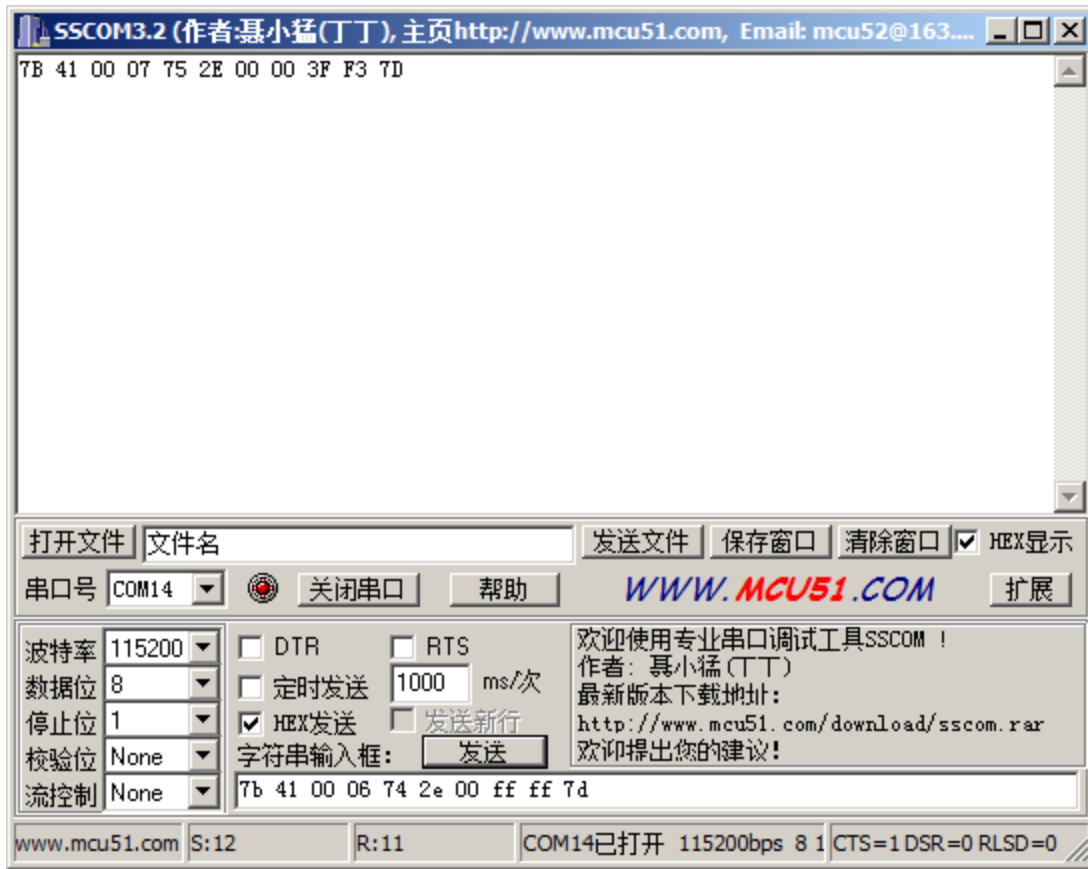 SSCOM3.2 (作者:聂小猛(丁丁), 主页http://www.mcu51.com, Email: mcu52@163....
7B 41 00 07 75 2E 00 00 3F F3 7D
打开文件 文件名 发送文件 保存窗口 清除窗口 HEX显示
串口号 COM14 关闭串口 帮助 WWW.MCU51.COM 扩展
波特率 115200 DTR RTS
数据位 8 定时发送 1000 ms/次
停止位 1 HEX发送 发送新行
校验位 None 字符串输入框: 发送
流控制 None 7b 41 00 06 74 2e 00 ff ff 7d
欢迎使用专业串口调试工具SSCOM !
作者: 聂小猛(丁丁)
最新版本下载地址:
http://www.mcu51.com/download/sscom.rar
欢迎提出您的建议!
www.mcu51.com S:12 R:11 COM14已打开 115200bps 8 1 CTS=1 DSR=0 RLSD=0